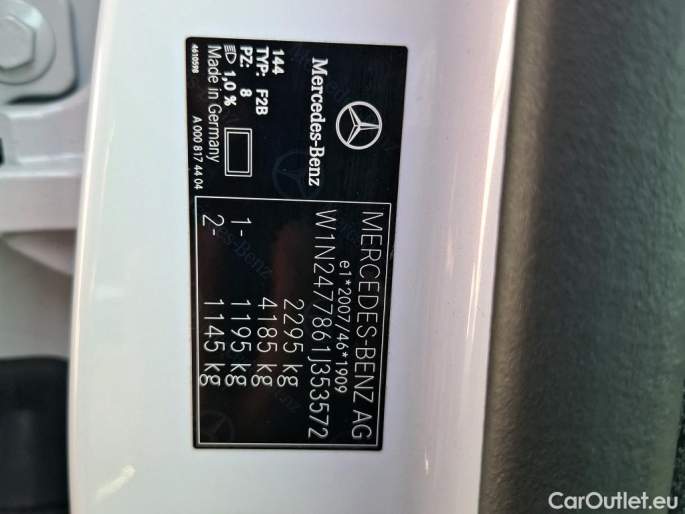 MERCEDES-BENZ AG
e1*2007/46*1909
W1N2477861J353572
2295 kg
4185 kg
1- 1195 kg
2- 1145 kg
Mercedes-Benz
144
TYP: F2B
PZ: 8
1,0 %
Made in Germany
4610598
A 000 817 44 04
CarOutlet.eu